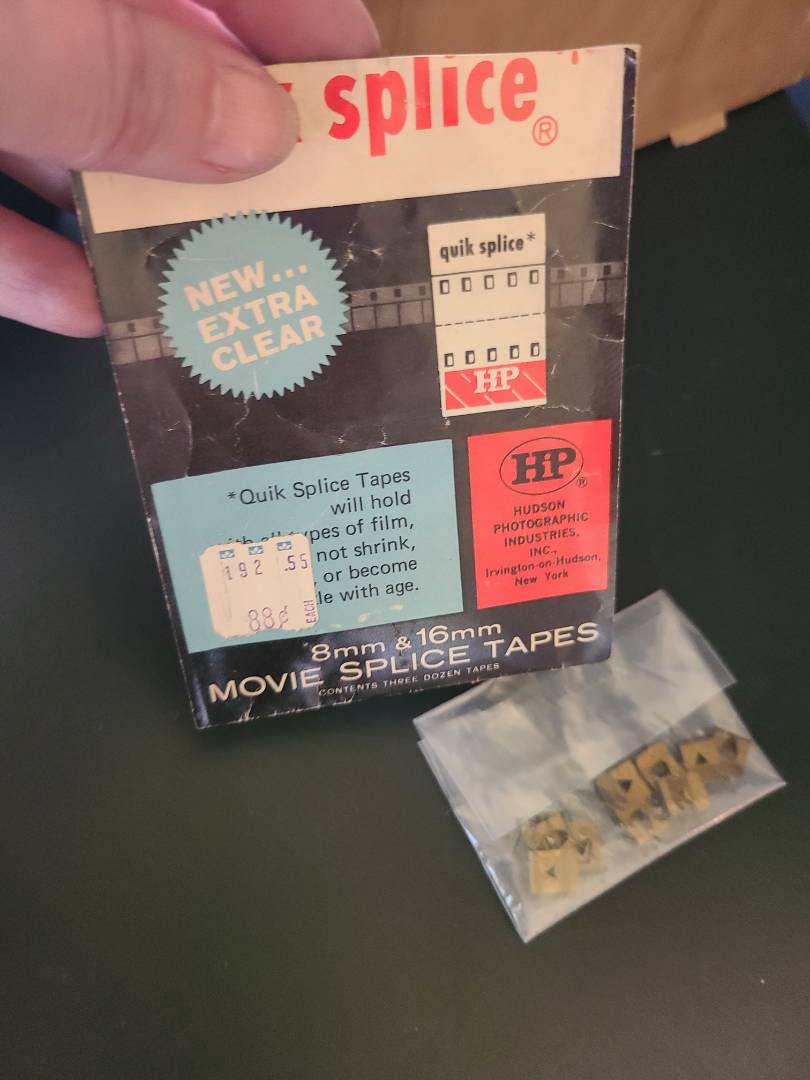 splice®
NEW...
EXTRA
CLEAR
quik splice*
HP
*Quik Splice Tapes
will hold
types of film,
not shrink,
or become
with age.
192 .55
88¢ EACH
HP®
HUDSON
PHOTOGRAPHIC
INDUSTRIES,
INC.,
Irvington-on-Hudson,
New York
8mm & 16mm
MOVIE SPLICE TAPES
CONTENTS THREE DOZEN TAPES